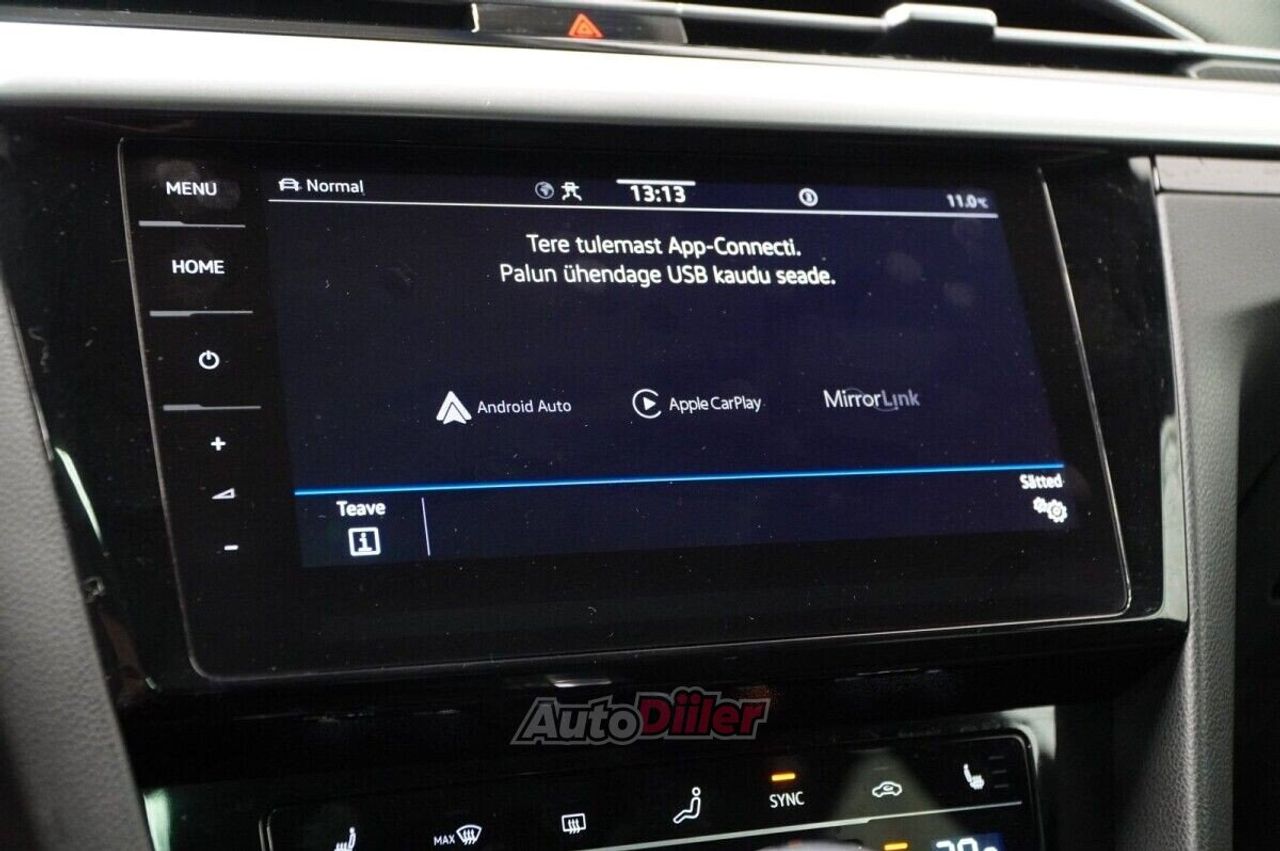 MENU
Normal
13:13
11.0°C
HOME
Tere tulemast App-Connecti.
Palun ühendage USB kaudu seade.
Android Auto
Apple CarPlay
MirrorLink
+
-
Teave
Sätted
AutoDiiler
MAX
SYNC